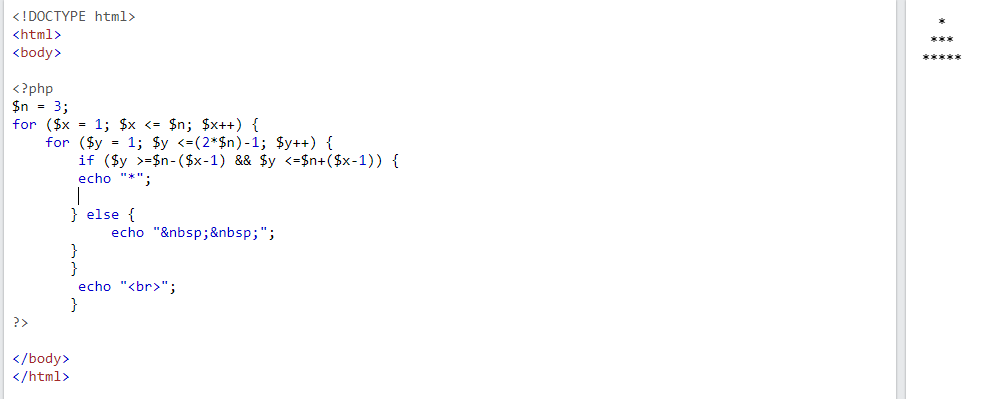 <!DOCTYPE html>
<html>
<body>
<?php
$n = 3;
for ($x = 1; $x <= $n; $x++) {
for ($y = 1; $y <=(2*$n)-1; $y++) {
if ($y >=$n-($x-1) && $y <=$n+($x-1)) {
echo "*";
} else {
echo "&nbsp;&nbsp;";
}
}
echo "<br>";
}
?>
</body>
</html>
*
***
*****